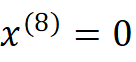 x⁽⁸⁾ = 0